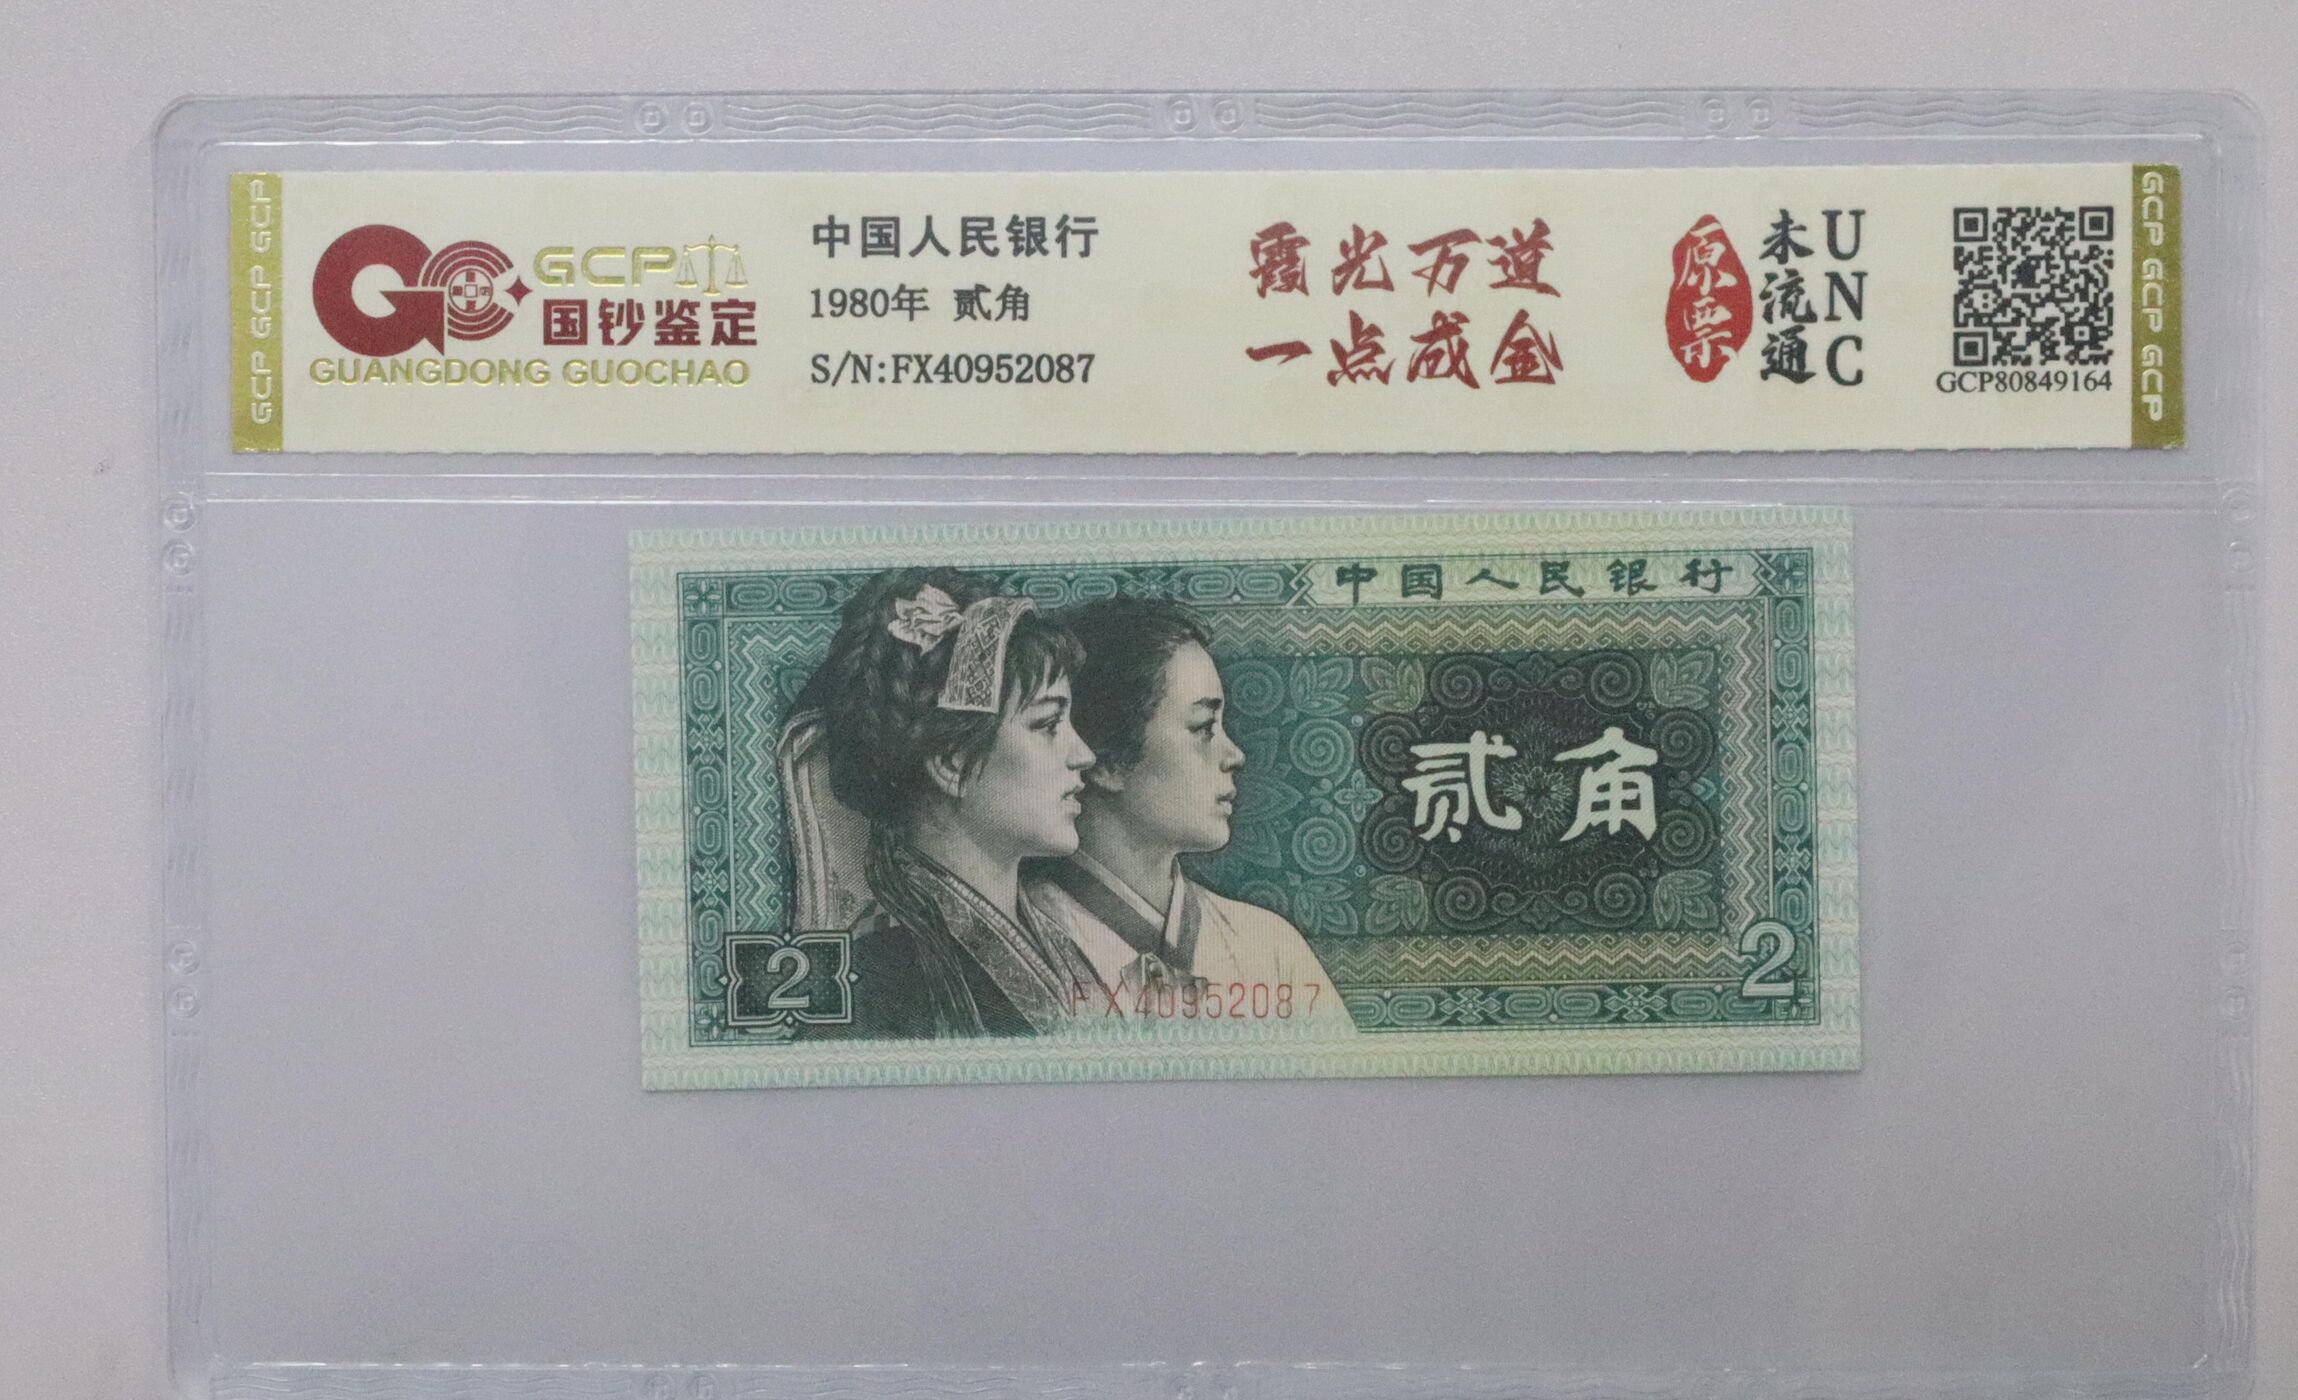 GCP GCP GCP
GCP
国钞鉴定
GUANGDONG GUOCHAO
中国人民银行
1980年 贰角
S/N:FX40952087
霞光万道
一点成金
原票
未流通
UNC
GCP80849164
GCP GCP GCP
中国人民银行
贰角
2
FX40952087
2